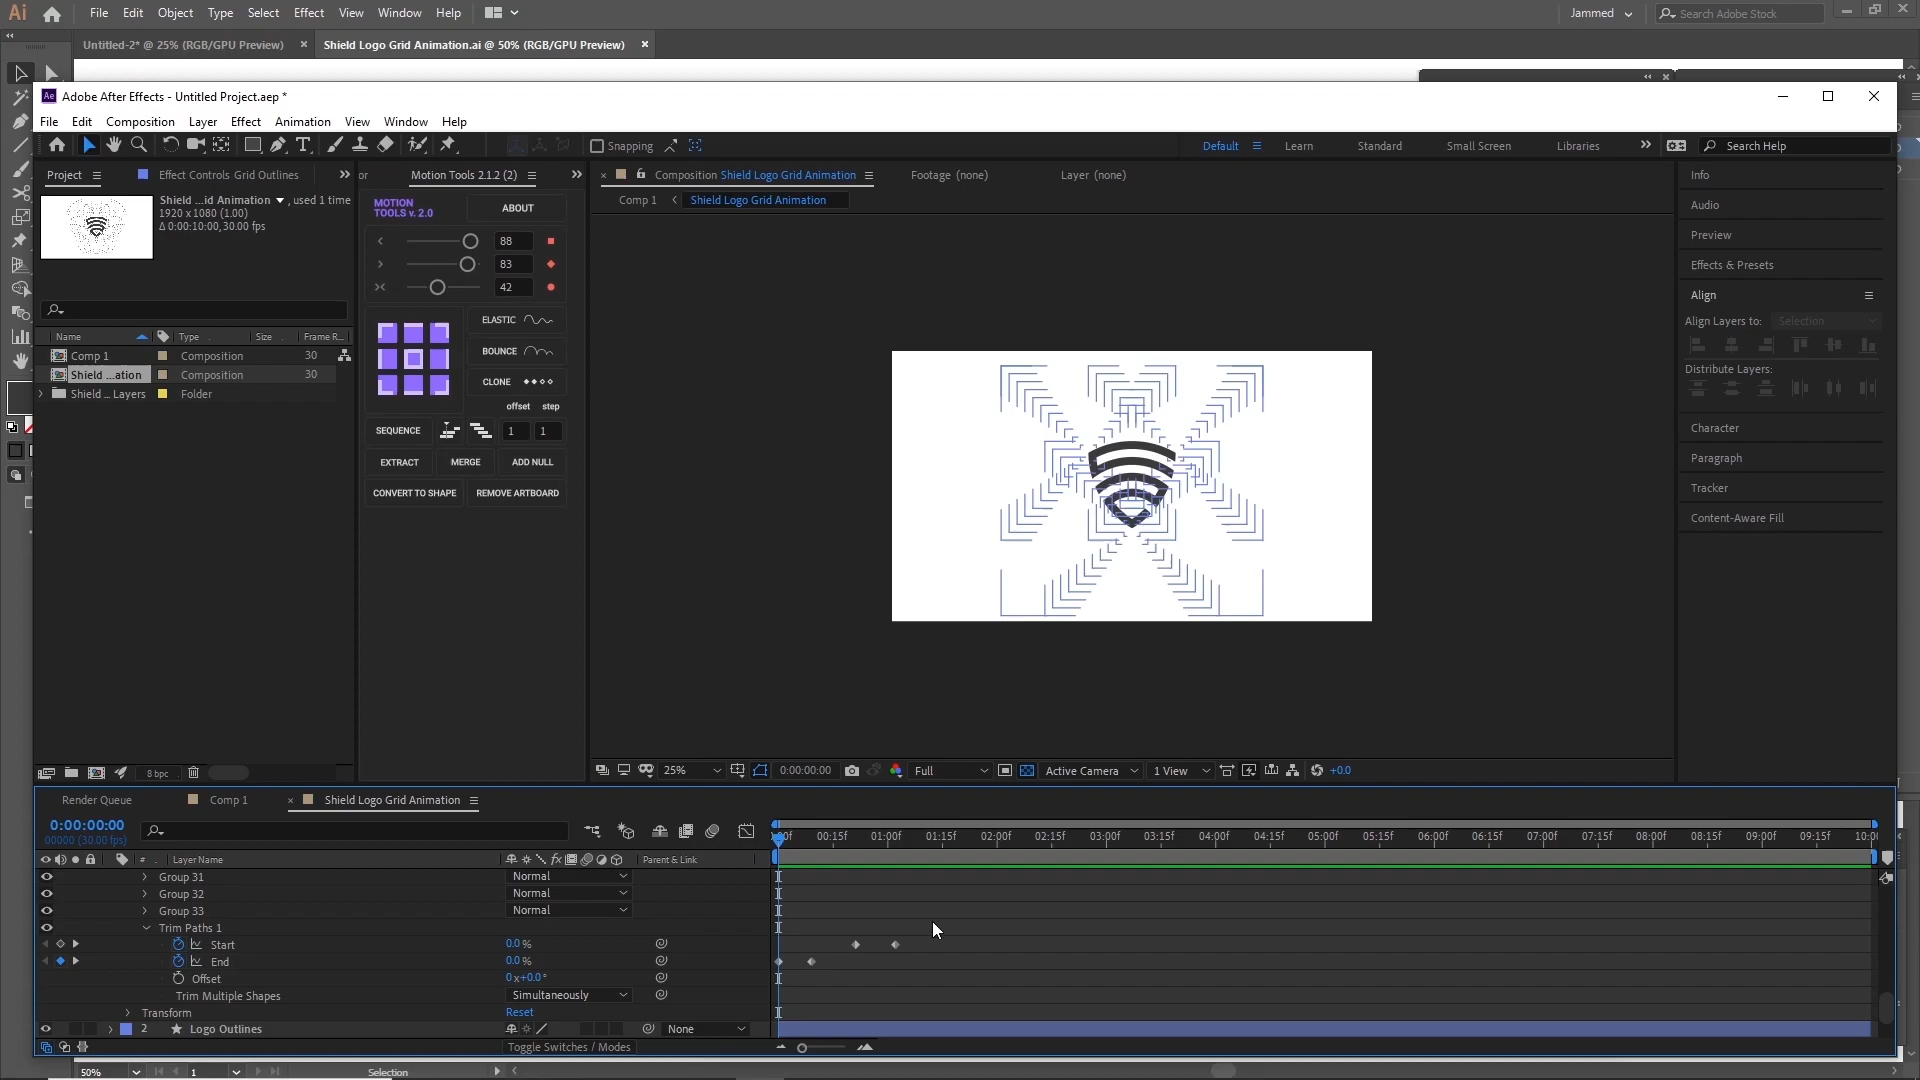 Ai File Edit Object Type Select Effect View Window Help Jammed Search Adobe Stock
Untitled-2* @ 25% (RGB/GPU Preview) Shield Logo Grid Animation.ai @ 50% (RGB/GPU Preview)
Ae Adobe After Effects - Untitled Project.aep *
File Edit Composition Layer Effect Animation View Window Help
Snapping Default Learn Standard Small Screen Libraries Search Help
Project Effect Controls Grid Outlines or Motion Tools 2.1.2 (2) Composition Shield Logo Grid Animation Footage (none) Layer (none) Info
Shield ...id Animation , used 1 time
1920 x 1080 (1.00)
Δ 0:00:10:00, 30.00 fps
Comp 1 Shield Logo Grid Animation
MOTION
TOOLS v. 2.0
ABOUT
88
83
42
ELASTIC
BOUNCE
CLONE
offset step
SEQUENCE 1 1
EXTRACT MERGE ADD NULL
CONVERT TO SHAPE REMOVE ARTBOARD
Name Type Size Frame R...
Comp 1 Composition 30
Shield ...ation Composition 30
Shield ... Layers Folder
Audio
Preview
Effects & Presets
Align
Align Layers to: Selection
Distribute Layers:
Character
Paragraph
Tracker
Content-Aware Fill
8 bpc 25% 0:00:00:00 Full Active Camera 1 View +0.0
Render Queue Comp 1 Shield Logo Grid Animation
0:00:00:00
00000 (30.00 fps)
00:15f 01:00f 01:15f 02:00f 02:15f 03:00f 03:15f 04:00f 04:15f 05:00f 05:15f 06:00f 06:15f 07:00f 07:15f 08:00f 08:15f 09:00f 09:15f
# Layer Name fx Parent & Link
Group 31 Normal
Group 32 Normal
Group 33 Normal
Trim Paths 1
Start 0.0 %
End 0.0 %
Offset 0 x+0.0 °
Trim Multiple Shapes Simultaneously
Transform Reset
2 Logo Outlines None
Toggle Switches / Modes
50% 1 Selection